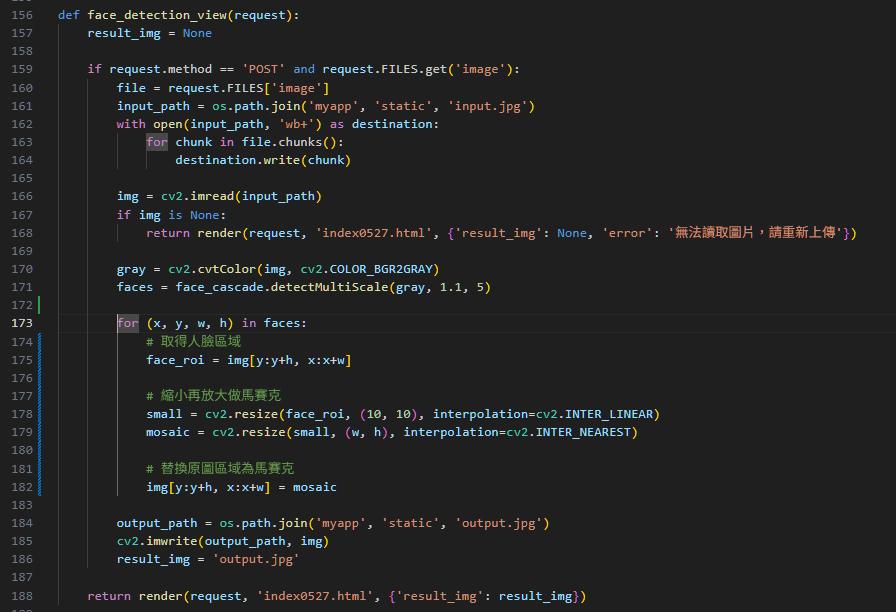 156 def face_detection_view(request):
157     result_img = None
158
159     if request.method == 'POST' and request.FILES.get('image'):
160         file = request.FILES['image']
161         input_path = os.path.join('myapp', 'static', 'input.jpg')
162         with open(input_path, 'wb+') as destination:
163             for chunk in file.chunks():
164                 destination.write(chunk)
165
166         img = cv2.imread(input_path)
167         if img is None:
168             return render(request, 'index0527.html', {'result_img': None, 'error': '無法讀取圖片，請重新上傳'})
169
170         gray = cv2.cvtColor(img, cv2.COLOR_BGR2GRAY)
171         faces = face_cascade.detectMultiScale(gray, 1.1, 5)
172
173         for (x, y, w, h) in faces:
174             # 取得人臉區域
175             face_roi = img[y:y+h, x:x+w]
176
177             # 縮小再放大做馬賽克
178             small = cv2.resize(face_roi, (10, 10), interpolation=cv2.INTER_LINEAR)
179             mosaic = cv2.resize(small, (w, h), interpolation=cv2.INTER_NEAREST)
180
181             # 替換原圖區域為馬賽克
182             img[y:y+h, x:x+w] = mosaic
183
184         output_path = os.path.join('myapp', 'static', 'output.jpg')
185         cv2.imwrite(output_path, img)
186         result_img = 'output.jpg'
187
188     return render(request, 'index0527.html', {'result_img': result_img})